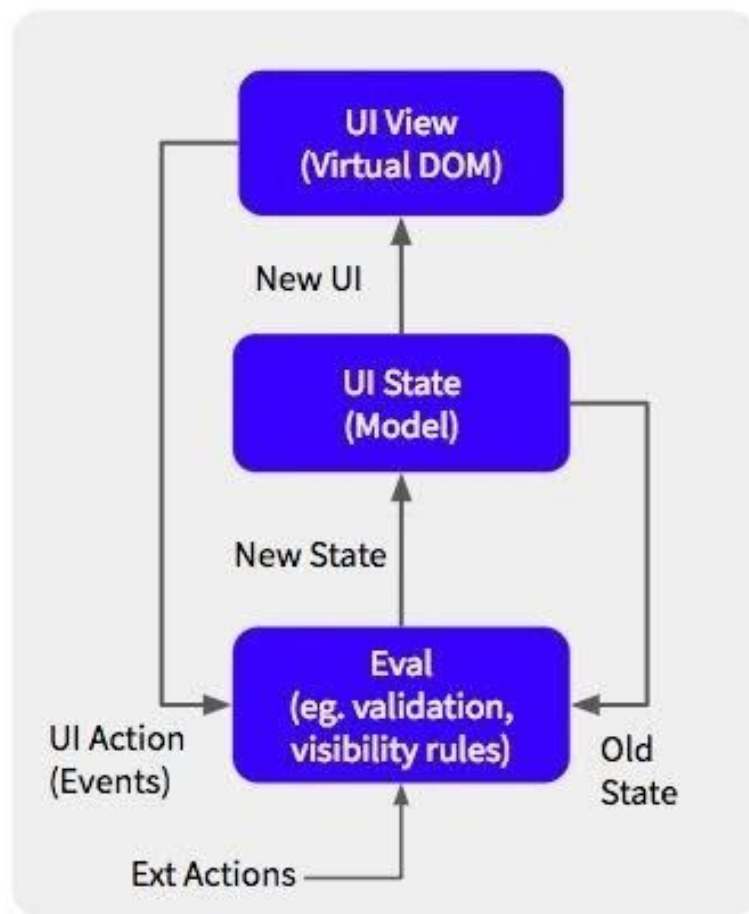 UI View
(Virtual DOM)
New UI
UI State
(Model)
New State
Eval
(eg. validation,
visibility rules)
UI Action
(Events)
Old
State
Ext Actions